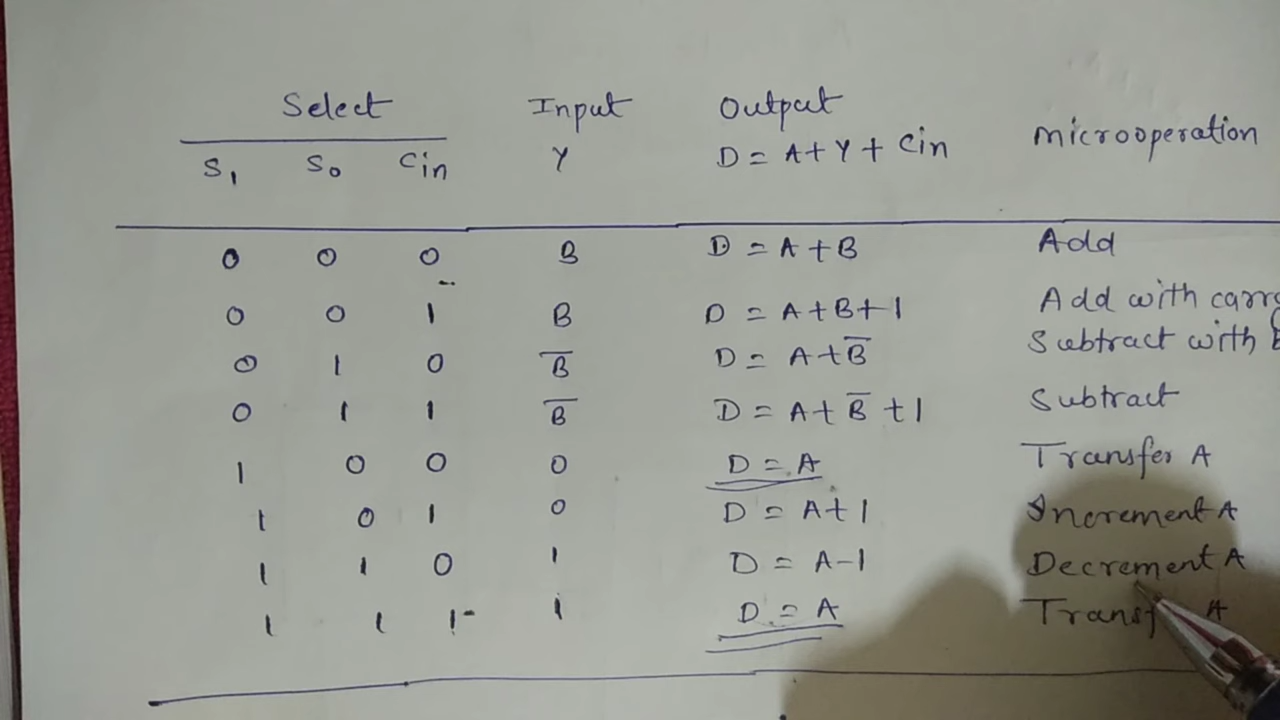 Select Input Output microoperation
S1 S0 Cin Y D = A + Y + Cin
0 0 0 B D = A + B Add
0 0 1 B D = A + B + 1 Add with
0 1 0 B̅ D = A + B̅ Subtract with
0 1 1 B̅ D = A + B̅ + 1 Subtract
1 0 0 0 D = A Transfer A
1 0 1 0 D = A + 1 Increment A
1 1 0 1 D = A - 1 Decrement A
1 1 1 1 D = A A